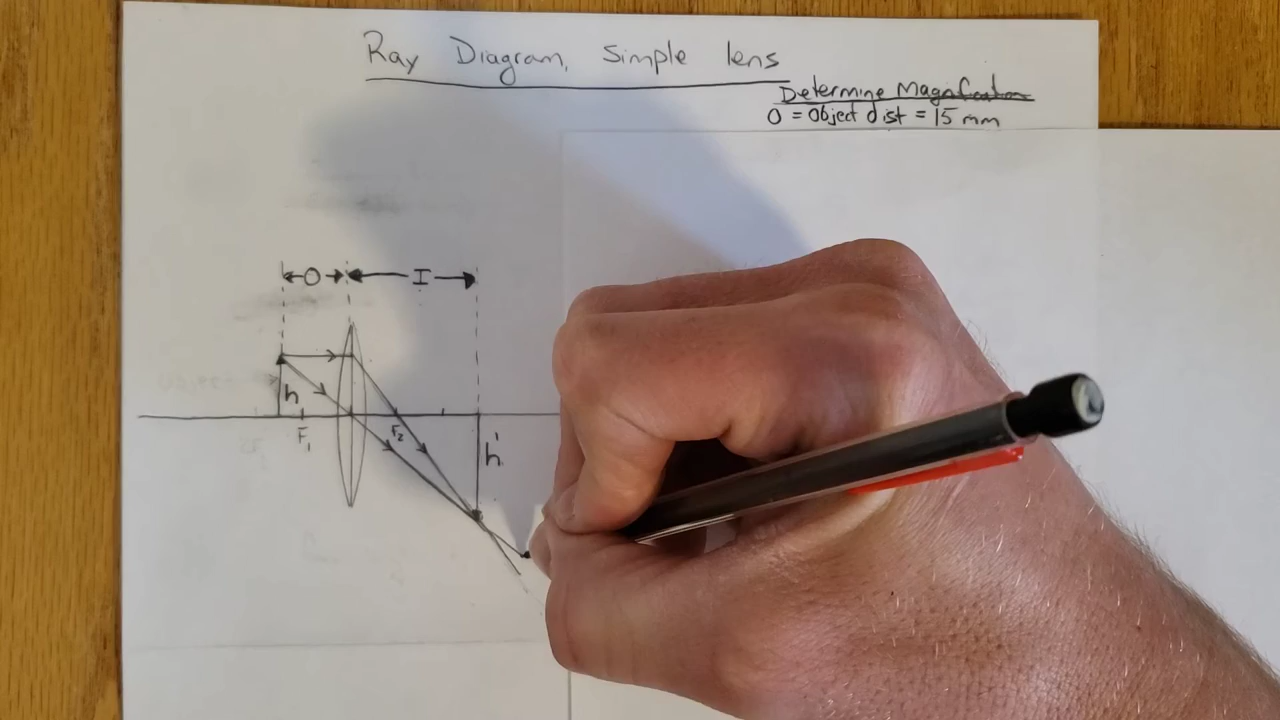 Ray Diagram, Simple lens
Determine Magnification
O = Object dist = 15 mm
O I
h
F₁ F₂
h'